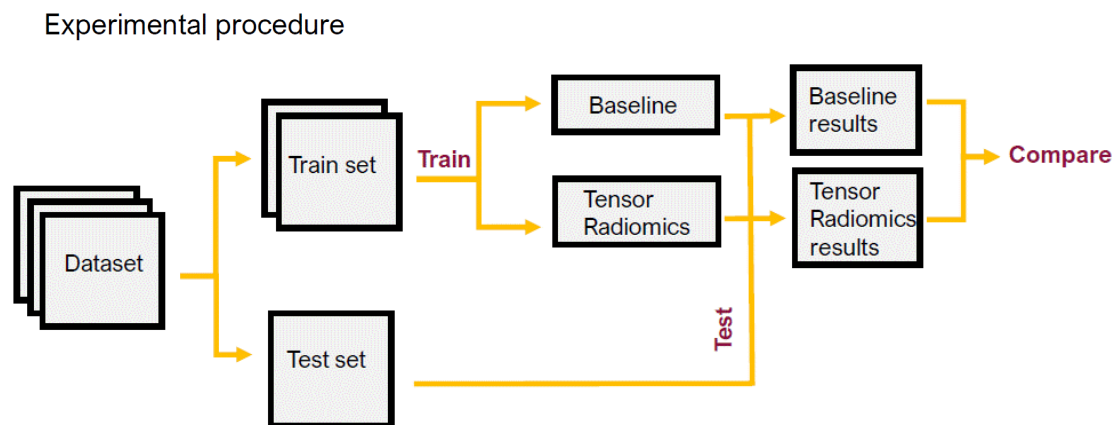 Experimental procedure
Dataset
Train set
Test set
Train
Baseline
Tensor
Radiomics
Test
Baseline
results
Tensor
Radiomics
results
Compare